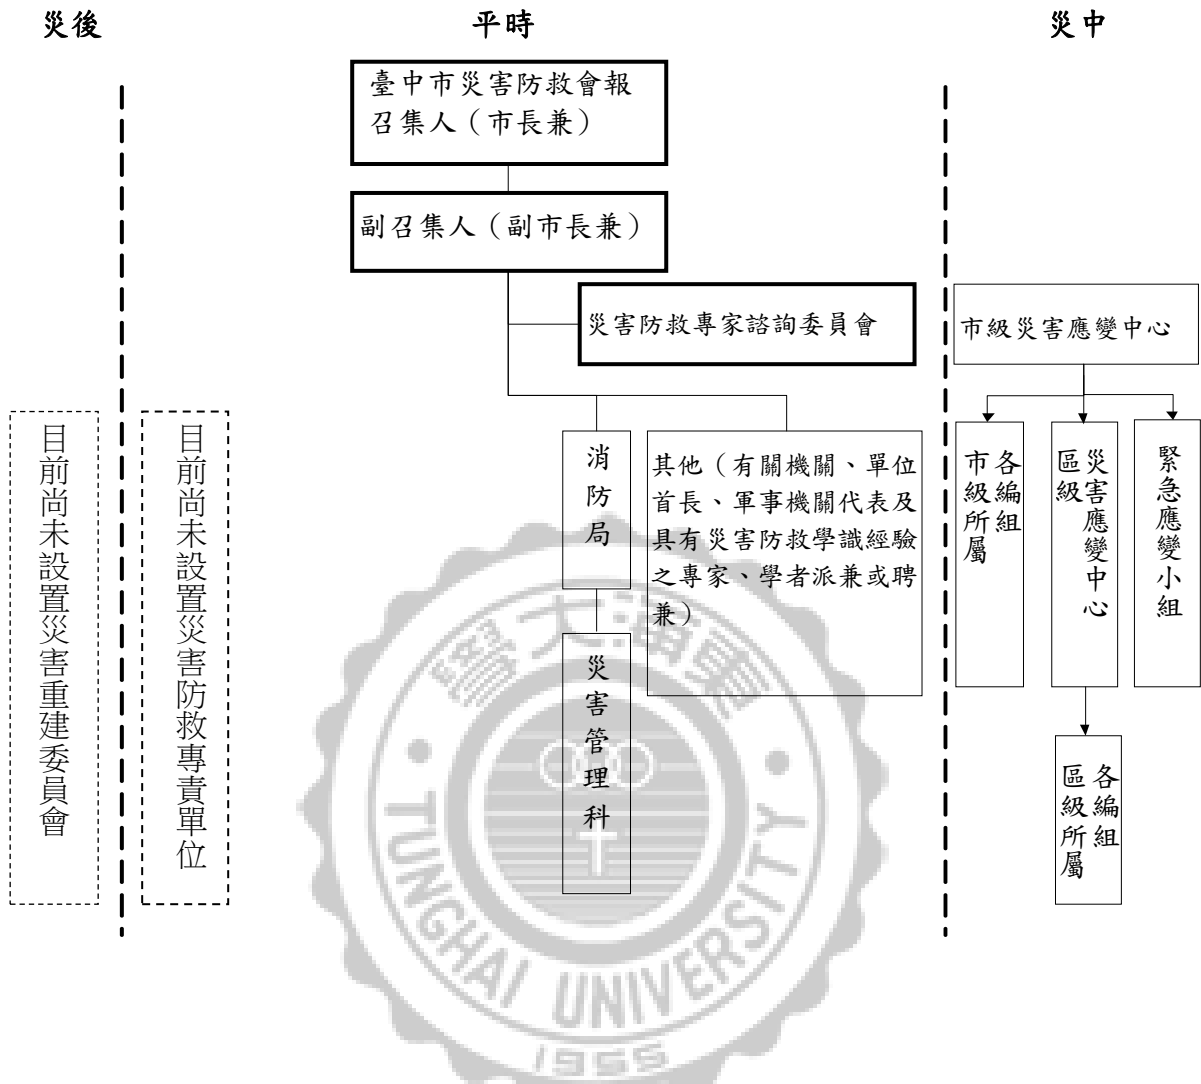 災後
平時
災中
臺中市災害防救會報
召集人（市長兼）
副召集人（副市長兼）
災害防救專家諮詢委員會
市級災害應變中心
目前尚未設置災害重建委員會
目前尚未設置災害防救專責單位
消防局
其他（有關機關、單位
首長、軍事機關代表及
具有災害防救學識經驗
之專家、學者派兼或聘
兼）
災害管理科
市級所屬
各編組
區級
災害應變中心
緊急應變小組
區級所屬
各編組
學大海東
TUNGHAI UNIVERSITY
1955